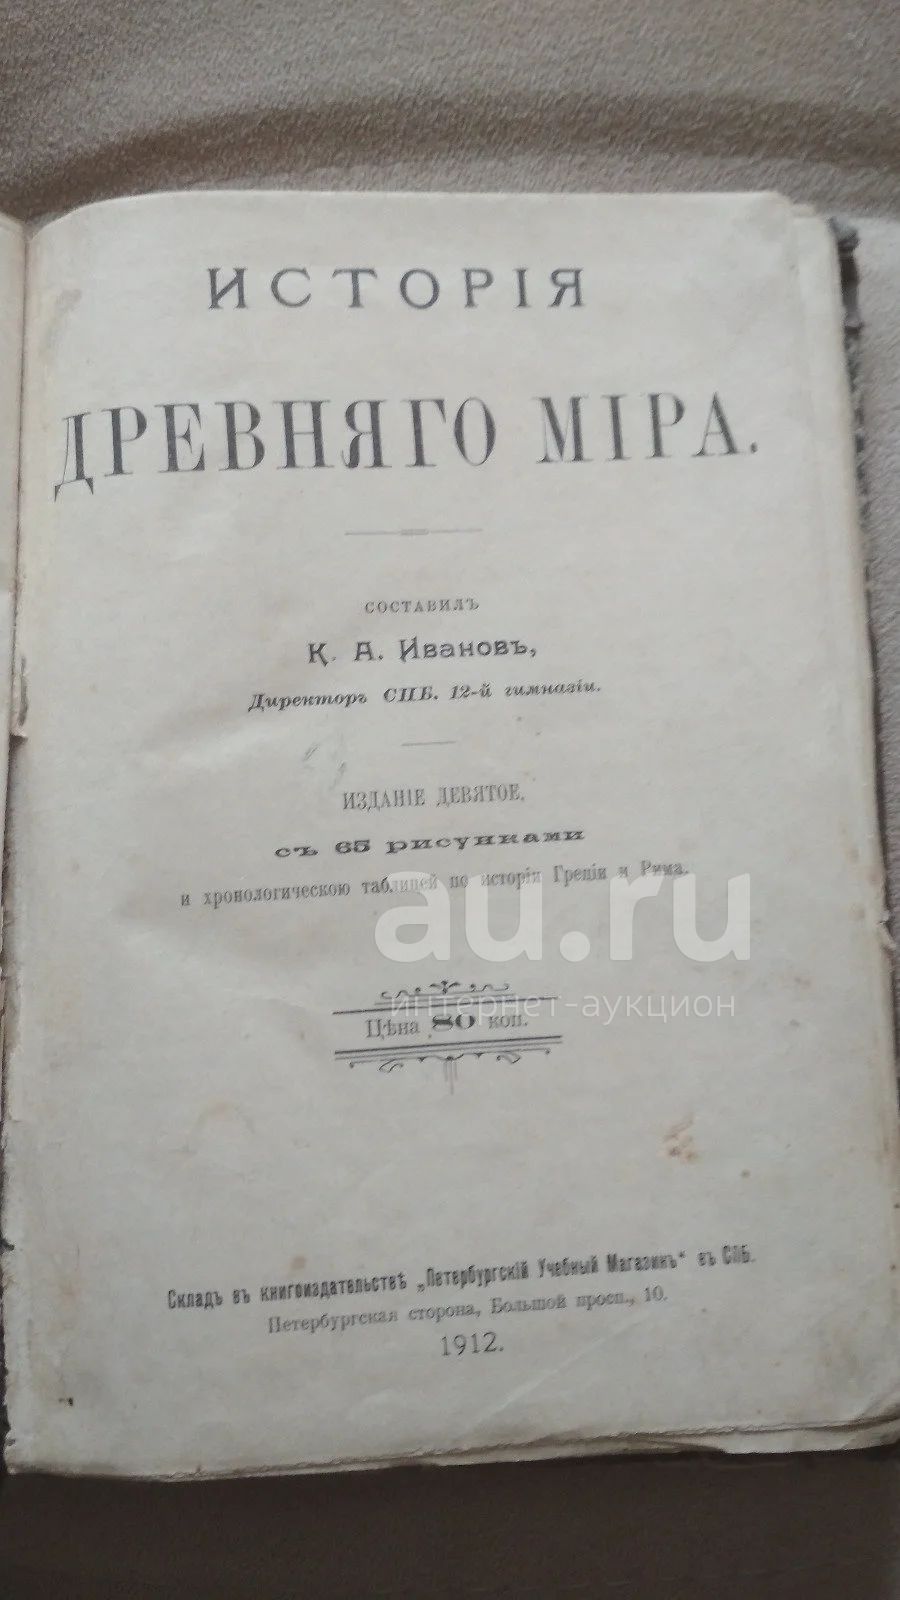 ИСТОРІЯ
ДРЕВНЯГО МІРА.
СОСТАВИЛЪ
К. А. Ивановъ,
Директоръ СПБ. 12-й гимназіи.
ИЗДАНІЕ ДЕВЯТОЕ,
съ 65 рисунками
и хронологическою таблицей по исторіи Греціи и Рима.
au.ru
интернет-аукцион
Цѣна 80 коп.
Складъ въ книгоиздательствѣ „Петербургскій Учебный Магазинъ“ въ СПБ.
Петербургская сторона, Большой просп., 10.
1912.